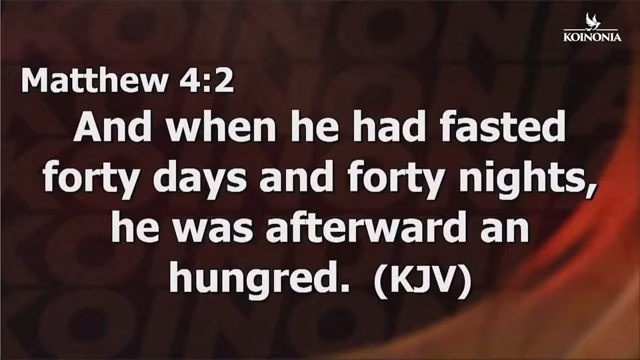 KOINONIA
Matthew 4:2
And when he had fasted
forty days and forty nights,
he was afterward an
hungred. (KJV)